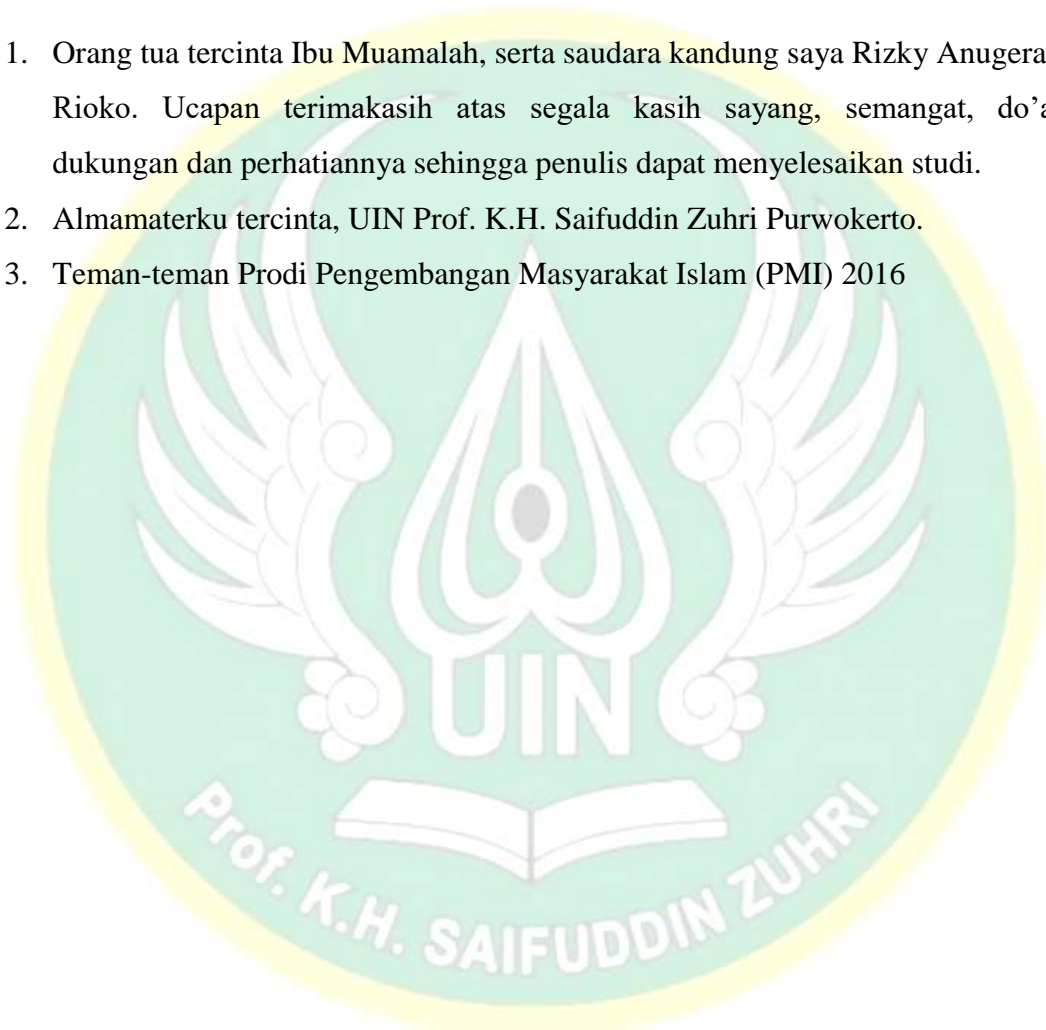 1. Orang tua tercinta Ibu Muamalah, serta saudara kandung saya Rizky Anugera
Rioko. Ucapan terimakasih atas segala kasih sayang, semangat, do’a
dukungan dan perhatiannya sehingga penulis dapat menyelesaikan studi.
2. Almamaterku tercinta, UIN Prof. K.H. Saifuddin Zuhri Purwokerto.
3. Teman-teman Prodi Pengembangan Masyarakat Islam (PMI) 2016
UIN
Prof. K.H. SAIFUDDIN ZUHRI